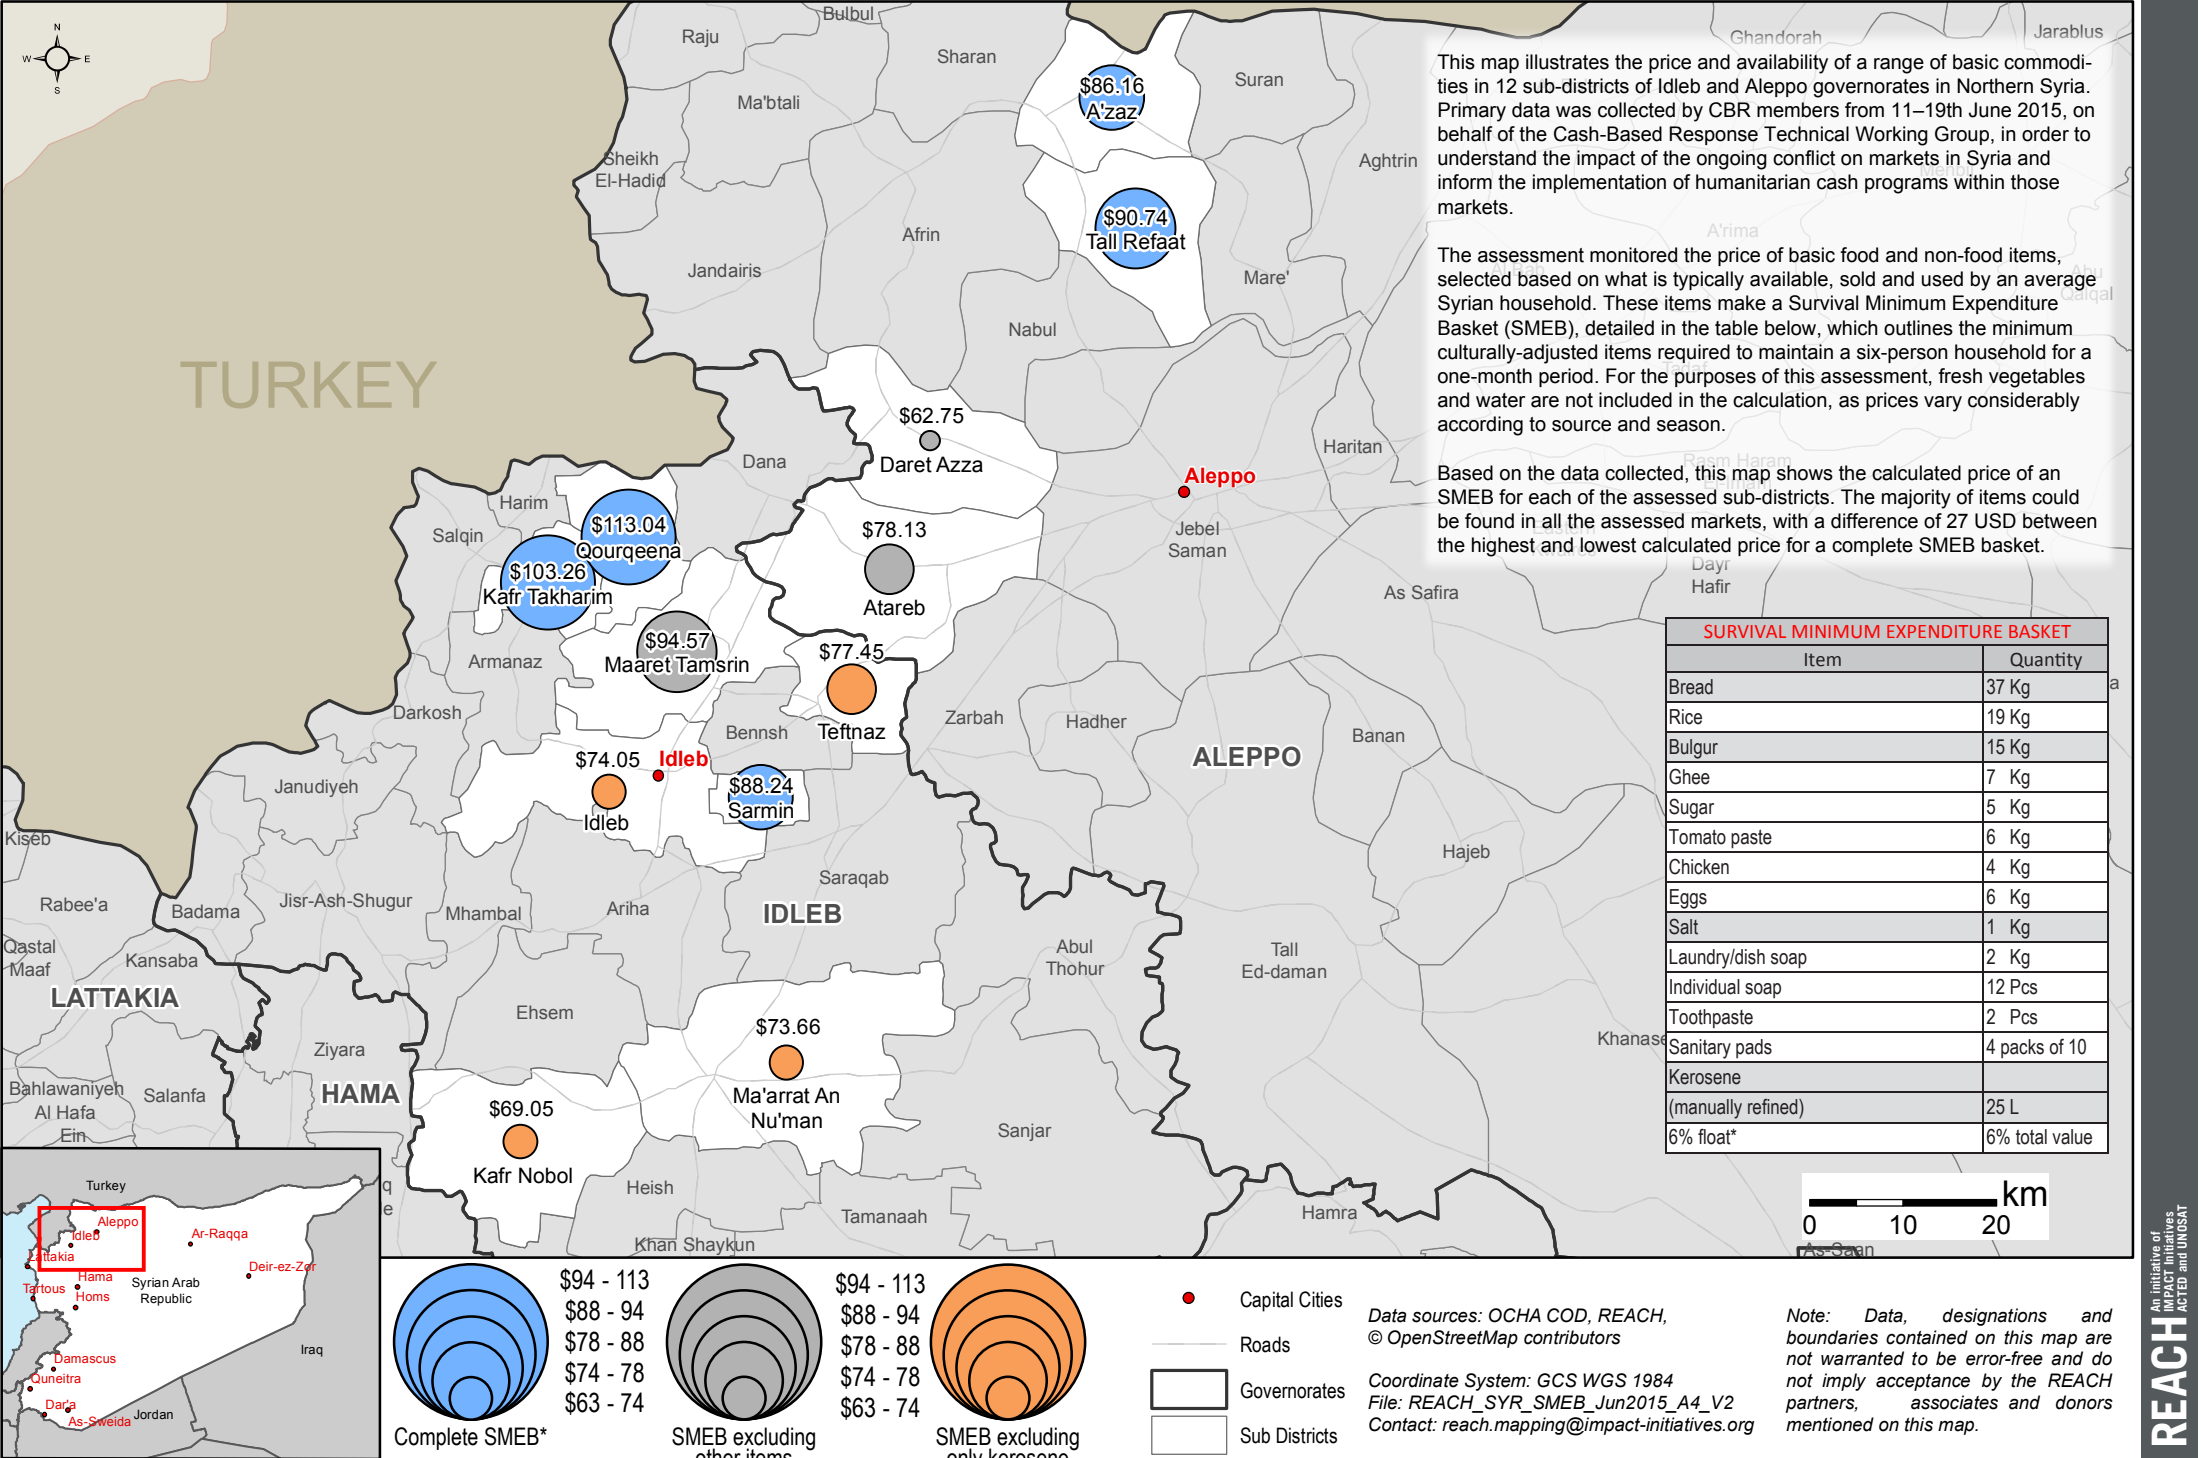 N
W E
S
TURKEY
Bulbul
Raju
Sharan
Ma'btali
Sheikh
El-Hadid
Afrin
Jandairis
Suran
Aghtrin
Mare'
Nabul
Ghandorah
Jarablus
Menbij
A'rima
Al Bab
Abu
Qalqal
Tadaf
Rasm Haram
El-Imam
Eastern
Dayr
Hafir
$86.16
A'zaz
$90.74
Tall Refaat
$62.75
Daret Azza
Dana
Haritan
Aleppo
Jebel
Saman
As Safira
Harim
Salqin
$113.04
Qourqeena
$103.26
Kafr Takharim
$78.13
Atareb
Armanaz
$94.57
Maaret Tamsrin
$77.45
Teftnaz
Darkosh
Bennsh
Zarbah
Hadher
Banan
ALEPPO
$74.05
Idleb
Idleb
$88.24
Sarmin
Janudiyeh
Kiseb
Hajeb
Saraqab
Rabee'a
Badama
Jisr-Ash-Shugur
Mhambal
Ariha
IDLEB
Qastal
Maaf
Kansaba
Abul
Thohur
Tall
Ed-daman
LATTAKIA
Ehsem
$73.66
Ma'arrat An
Nu'man
Khanase
Ziyara
HAMA
Bahlawaniyeh
Al Hafa
Ein
Salanfa
$69.05
Kafr Nobol
Sanjar
Heish
Tamanaah
Khan Shaykun
Hamra
As-Saan
q
e
a
This map illustrates the price and availability of a range of basic commodi-
ties in 12 sub-districts of Idleb and Aleppo governorates in Northern Syria.
Primary data was collected by CBR members from 11–19th June 2015, on
behalf of the Cash-Based Response Technical Working Group, in order to
understand the impact of the ongoing conflict on markets in Syria and
inform the implementation of humanitarian cash programs within those
markets.
The assessment monitored the price of basic food and non-food items,
selected based on what is typically available, sold and used by an average
Syrian household. These items make a Survival Minimum Expenditure
Basket (SMEB), detailed in the table below, which outlines the minimum
culturally-adjusted items required to maintain a six-person household for a
one-month period. For the purposes of this assessment, fresh vegetables
and water are not included in the calculation, as prices vary considerably
according to source and season.
Based on the data collected, this map shows the calculated price of an
SMEB for each of the assessed sub-districts. The majority of items could
be found in all the assessed markets, with a difference of 27 USD between
the highest and lowest calculated price for a complete SMEB basket.
SURVIVAL MINIMUM EXPENDITURE BASKET
Item Quantity
Bread 37 Kg
Rice 19 Kg
Bulgur 15 Kg
Ghee 7 Kg
Sugar 5 Kg
Tomato paste 6 Kg
Chicken 4 Kg
Eggs 6 Kg
Salt 1 Kg
Laundry/dish soap 2 Kg
Individual soap 12 Pcs
Toothpaste 2 Pcs
Sanitary pads 4 packs of 10
Kerosene
(manually refined) 25 L
6% float* 6% total value
km
0 10 20
Turkey
Aleppo
Idleb
Ar-Raqqa
Lattakia
Deir-ez-Zor
Hama
Tartous
Homs
Syrian Arab
Republic
Iraq
Damascus
Quneitra
Dar'a
As-Sweida
Jordan
$94 - 113
$88 - 94
$78 - 88
$74 - 78
$63 - 74
Complete SMEB*
$94 - 113
$88 - 94
$78 - 88
$74 - 78
$63 - 74
SMEB excluding
other items
SMEB excluding
only kerosene
Capital Cities
Roads
Governorates
Sub Districts
Data sources: OCHA COD, REACH,
© OpenStreetMap contributors
Coordinate System: GCS WGS 1984
File: REACH_SYR_SMEB_Jun2015_A4_V2
Contact: reach.mapping@impact-initiatives.org
Note: Data, designations and
boundaries contained on this map are
not warranted to be error-free and do
not imply acceptance by the REACH
partners, associates and donors
mentioned on this map.
REACH
An initiative of
IMPACT Initiatives
ACTED and UNOSAT